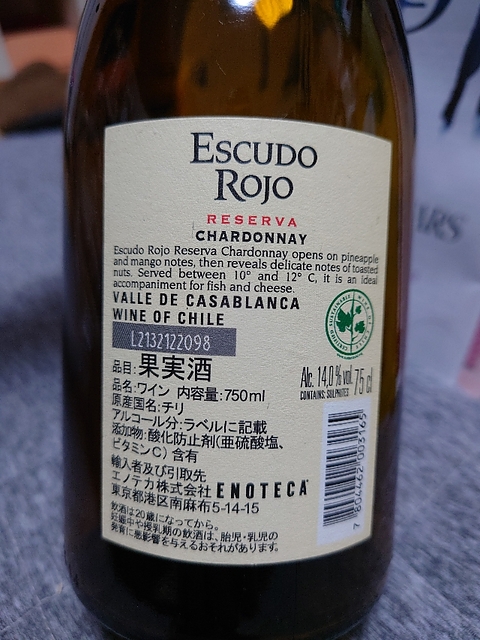 ESCUDO
ROJO
RESERVA
CHARDONNAY
Escudo Rojo Reserva Chardonnay opens on pineapple
and mango notes, then reveals delicate notes of toasted
nuts. Served between 10° and 12° C, it is an ideal
accompaniment for fish and cheese.
VALLE DE CASABLANCA
WINE OF CHILE
L2132122098
Alc. 14,0% vol. 75 cl
CONTAINS: SULPHITES
品目:果実酒
品名:ワイン 内容量:750ml
原産国名:チリ
アルコール分:ラベルに記載
添加物:酸化防止剤(亜硫酸塩、
ビタミンC)含有
輸入者及び引取先
エノテカ株式会社 ENOTECA
東京都港区南麻布5-14-15
飲酒は20歳になってから。
妊娠中や授乳期の飲酒は、胎児・乳児の
発育に悪影響を与えるおそれがあります。
7 804462 003169